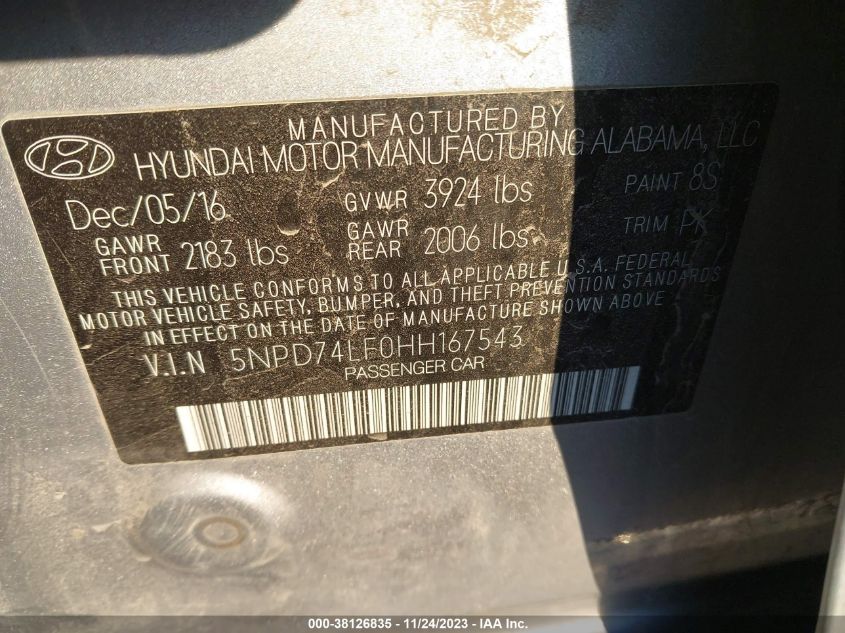 MANUFACTURED BY
HYUNDAI MOTOR MANUFACTURING ALABAMA, LLC
Dec/05/16 GVWR 3924 lbs PAINT 8S
GAWR FRONT 2183 lbs GAWR REAR 2006 lbs TRIM PK
THIS VEHICLE CONFORMS TO ALL APPLICABLE U.S.A. FEDERAL
MOTOR VEHICLE SAFETY, BUMPER, AND THEFT PREVENTION STANDARDS
IN EFFECT ON THE DATE OF MANUFACTURE SHOWN ABOVE
V.I.N 5NPD74LF0HH167543
PASSENGER CAR
000-38126835 - 11/24/2023 - IAA Inc.